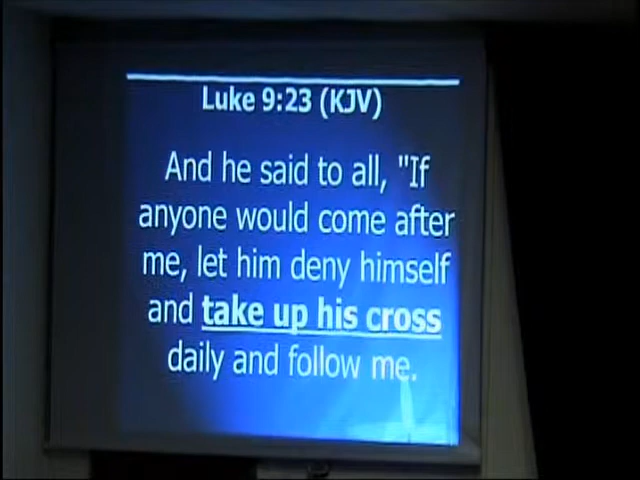 Luke 9:23 (KJV)
And he said to all, "If
anyone would come after
me, let him deny himself
and take up his cross
daily and follow me.